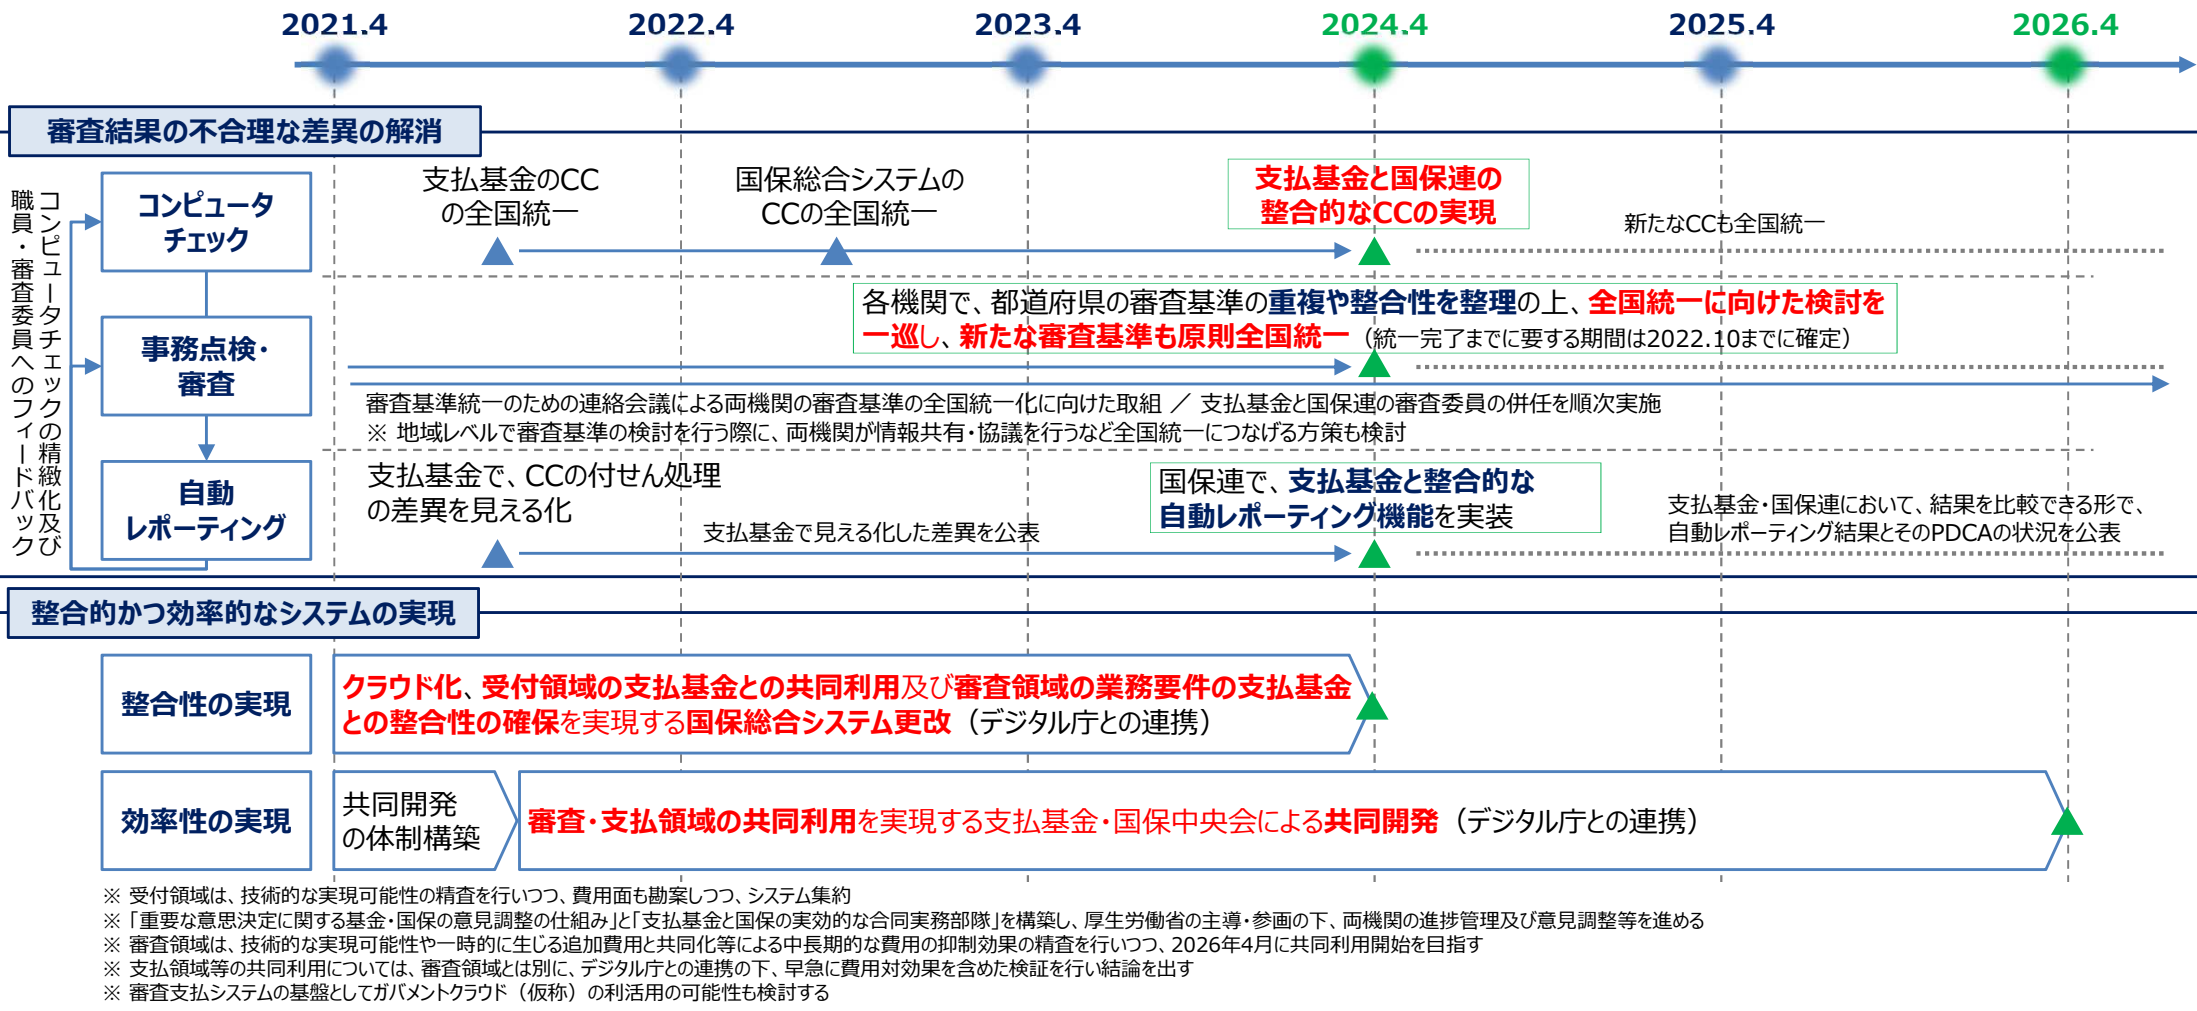 2021.4
2022.4
2023.4
2024.4
2025.4
2026.4
審査結果の不合理な差異の解消
コンピュータチェックの精緻化及び
職員・審査委員へのフィードバック
コンピュータ
チェック
支払基金のCC
の全国統一
国保総合システムの
CCの全国統一
支払基金と国保連の
整合的なCCの実現
新たなCCも全国統一
事務点検・
審査
各機関で、都道府県の審査基準の重複や整合性を整理の上、全国統一に向けた検討を
一巡し、新たな審査基準も原則全国統一（統一完了までに要する期間は2022.10までに確定）
審査基準統一のための連絡会議による両機関の審査基準の全国統一化に向けた取組 ／ 支払基金と国保連の審査委員の併任を順次実施
※ 地域レベルで審査基準の検討を行う際に、両機関が情報共有・協議を行うなど全国統一につなげる方策も検討
自動
レポーティング
支払基金で、CCの付せん処理
の差異を見える化
支払基金で見える化した差異を公表
国保連で、支払基金と整合的な
自動レポーティング機能を実装
支払基金・国保連において、結果を比較できる形で、
自動レポーティング結果とそのPDCAの状況を公表
整合的かつ効率的なシステムの実現
整合性の実現
クラウド化、受付領域の支払基金との共同利用及び審査領域の業務要件の支払基金
との整合性の確保を実現する国保総合システム更改（デジタル庁との連携）
効率性の実現
共同開発
の体制構築
審査・支払領域の共同利用を実現する支払基金・国保中央会による共同開発（デジタル庁との連携）
※ 受付領域は、技術的な実現可能性の精査を行いつつ、費用面も勘案しつつ、システム集約
※「重要な意思決定に関する基金・国保の意見調整の仕組み」と「支払基金と国保の実効的な合同実務部隊」を構築し、厚生労働省の主導・参画の下、両機関の進捗管理及び意見調整等を進める
※ 審査領域は、技術的な実現可能性や一時的に生じる追加費用と共同化等による中長期的な費用の抑制効果の精査を行いつつ、2026年4月に共同利用開始を目指す
※ 支払領域等の共同利用については、審査領域とは別に、デジタル庁との連携の下、早急に費用対効果を含めた検証を行い結論を出す
※ 審査支払システムの基盤としてガバメントクラウド（仮称）の利活用の可能性も検討する